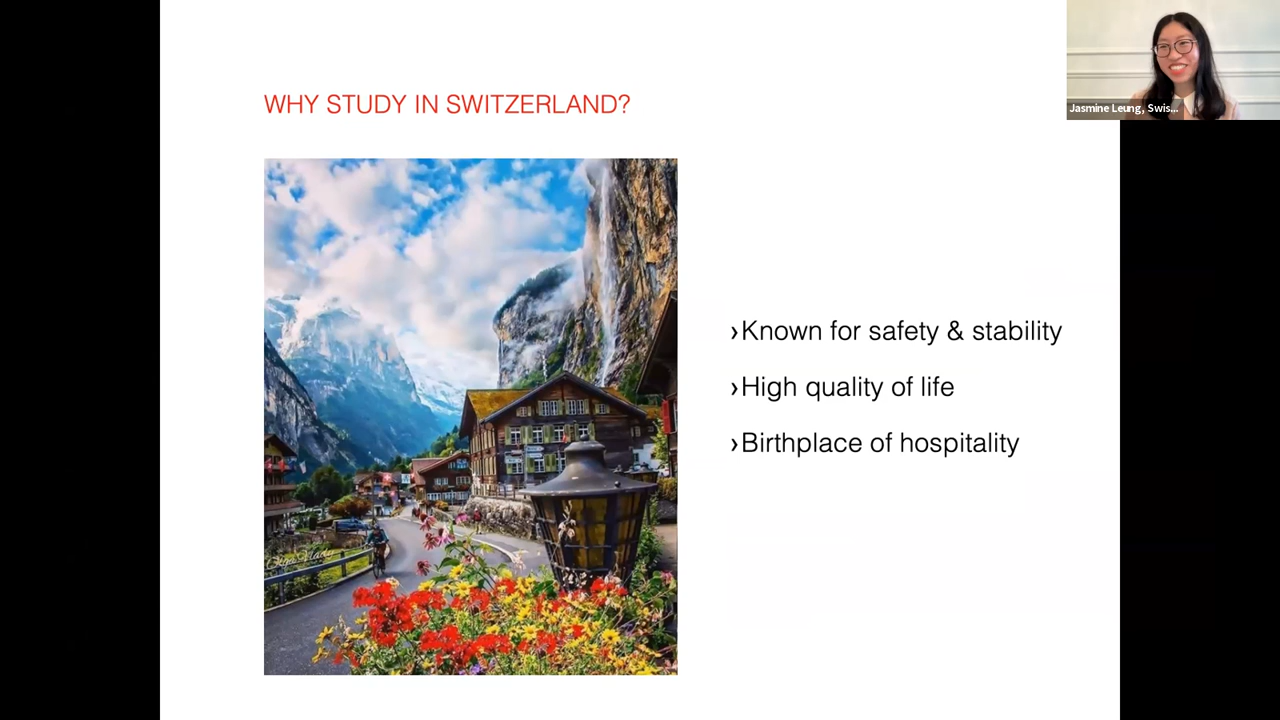 WHY STUDY IN SWITZERLAND?
Jasmine Leung, Swis...
›Known for safety & stability
›High quality of life
›Birthplace of hospitality